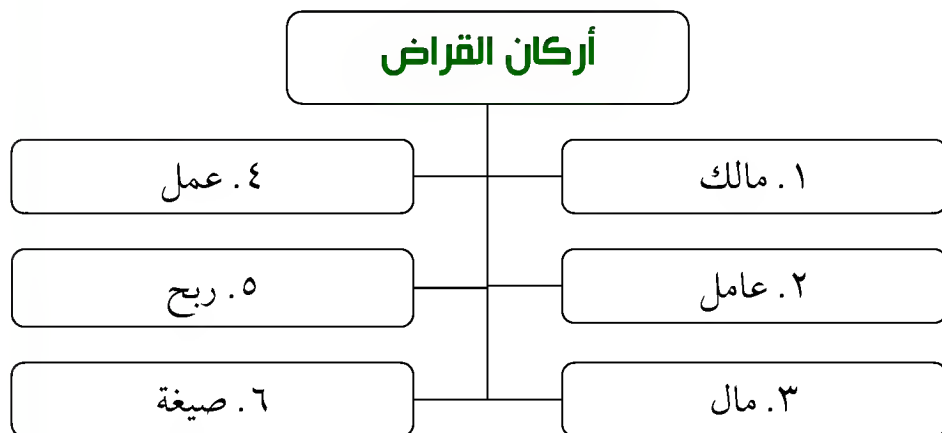 أركان القراض
١. مالك
٢. عامل
٣. مال
٤. عمل
٥. ربح
٦. صيغة